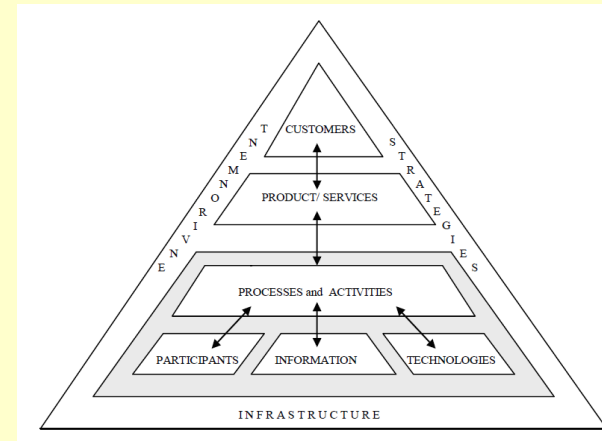 CUSTOMERS
ENVIRONMENT
STRATEGIES
PRODUCT/ SERVICES
PROCESSES and ACTIVITIES
PARTICIPANTS
INFORMATION
TECHNOLOGIES
INFRASTRUCTURE